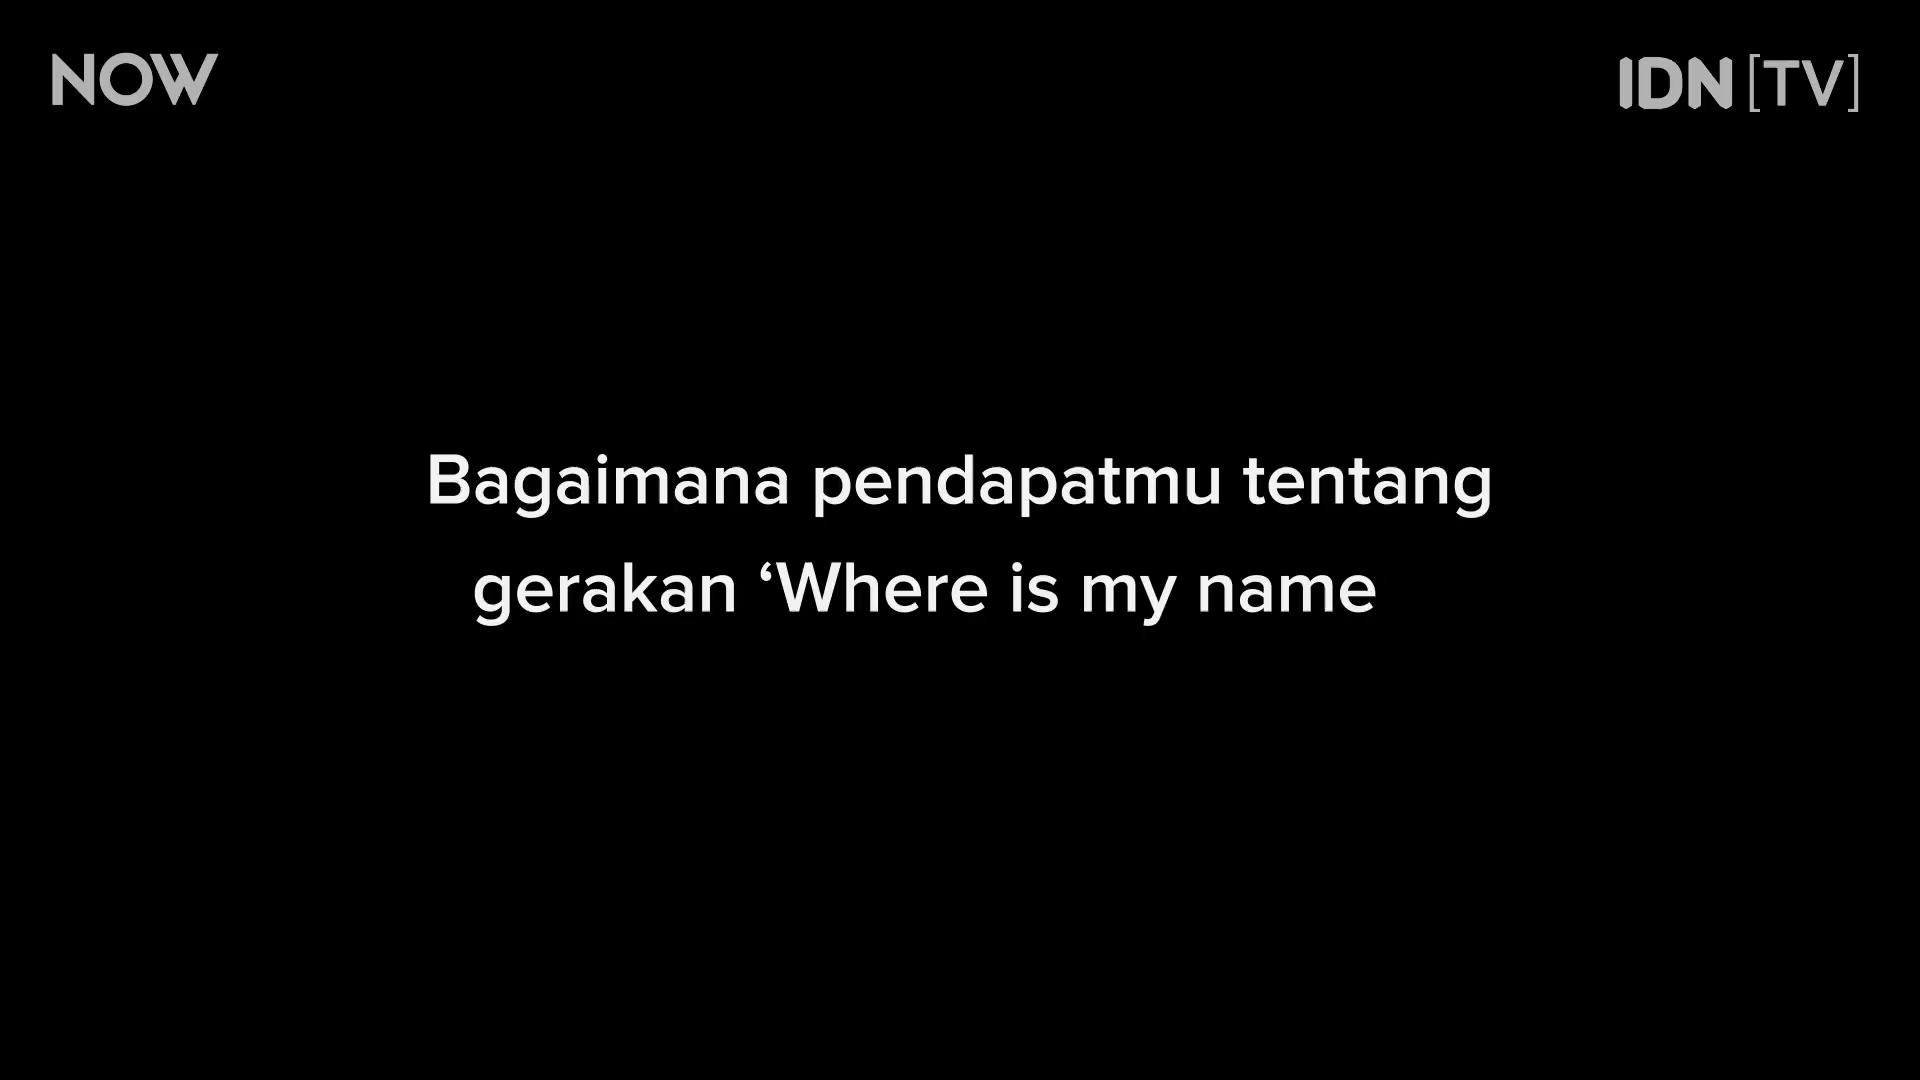 NOW
IDN [TV]
Bagaimana pendapatmu tentang
gerakan ‘Where is my name